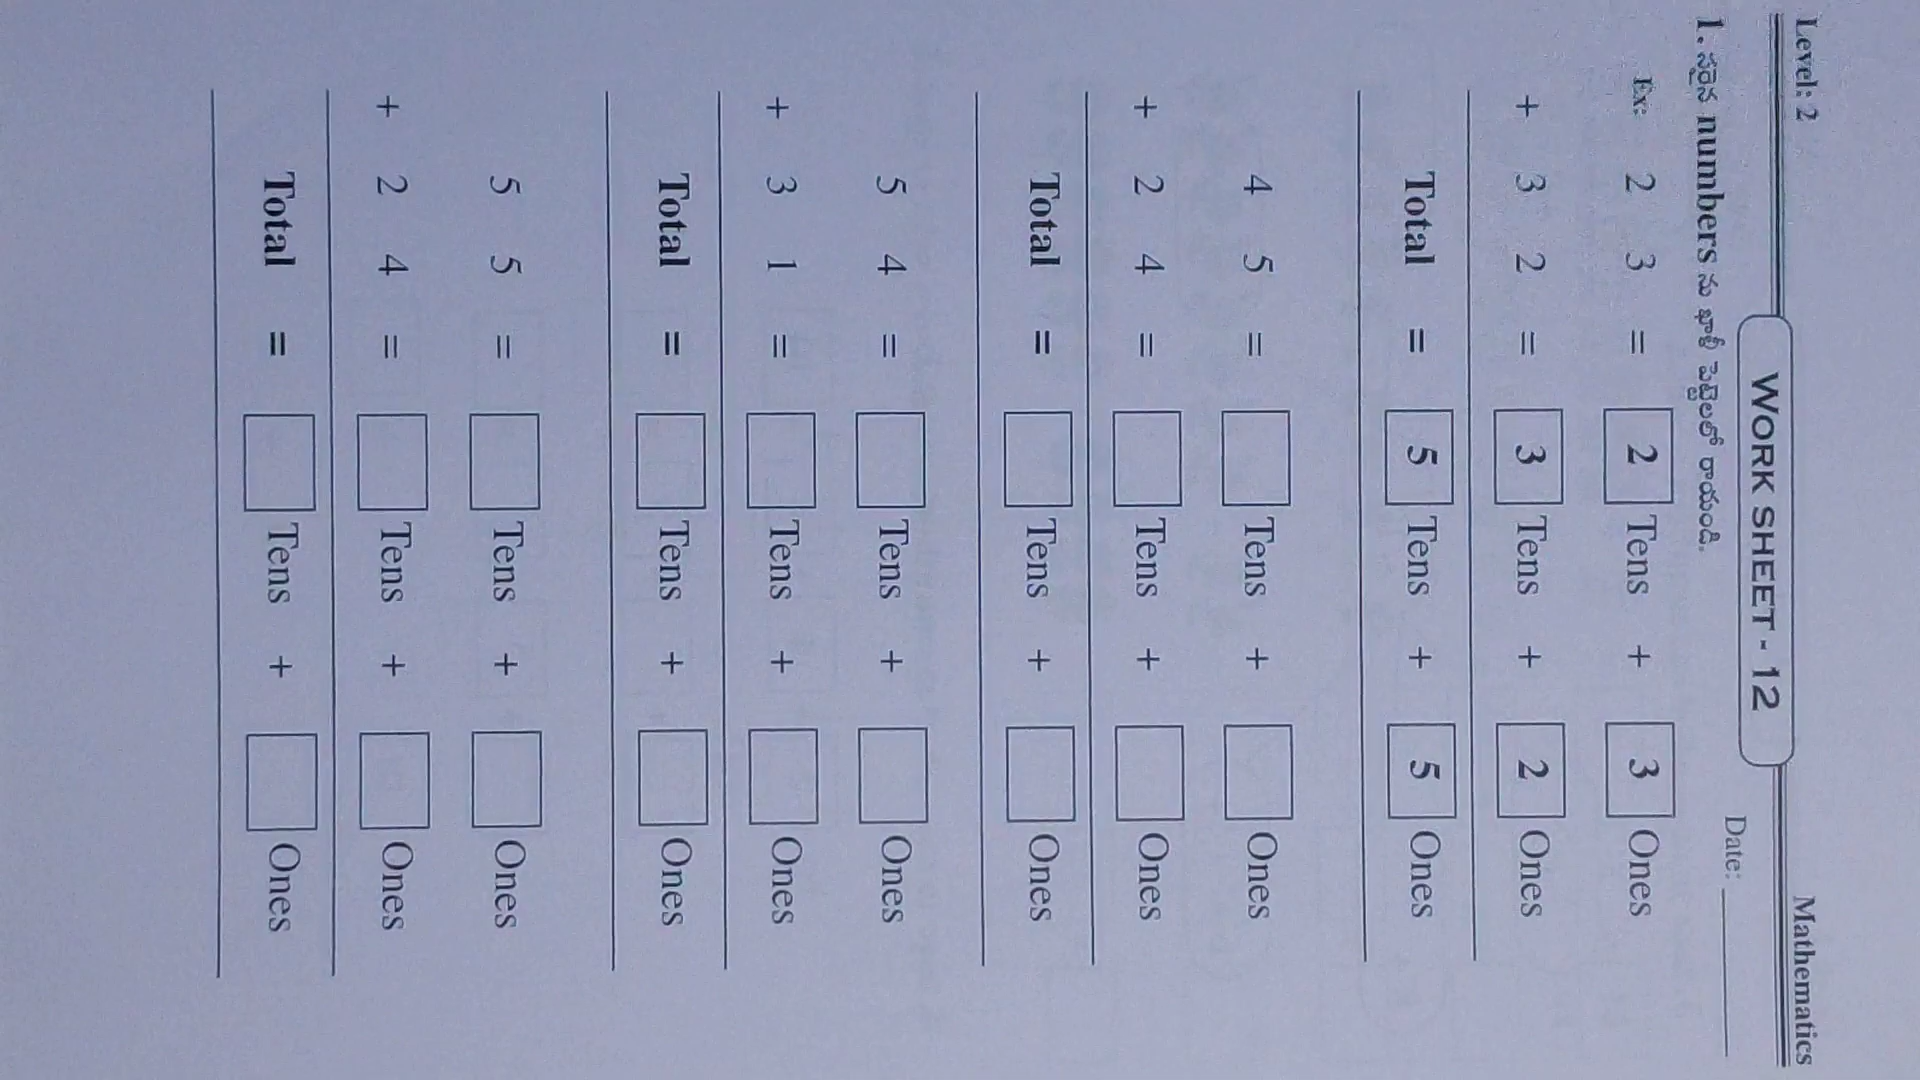 Level: 2 Mathematics
WORK SHEET - 12
Date:
1. సరైన numbers ను ఖాళీ పెట్టెలలో రాయండి.
Ex: 2 3 = 2 Tens + 3 Ones
+ 3 2 = 3 Tens + 2 Ones
Total = 5 Tens + 5 Ones
4 5 = Tens + Ones
+ 2 4 = Tens + Ones
Total = Tens + Ones
5 4 = Tens + Ones
+ 3 1 = Tens + Ones
Total = Tens + Ones
5 5 = Tens + Ones
+ 2 4 = Tens + Ones
Total = Tens + Ones